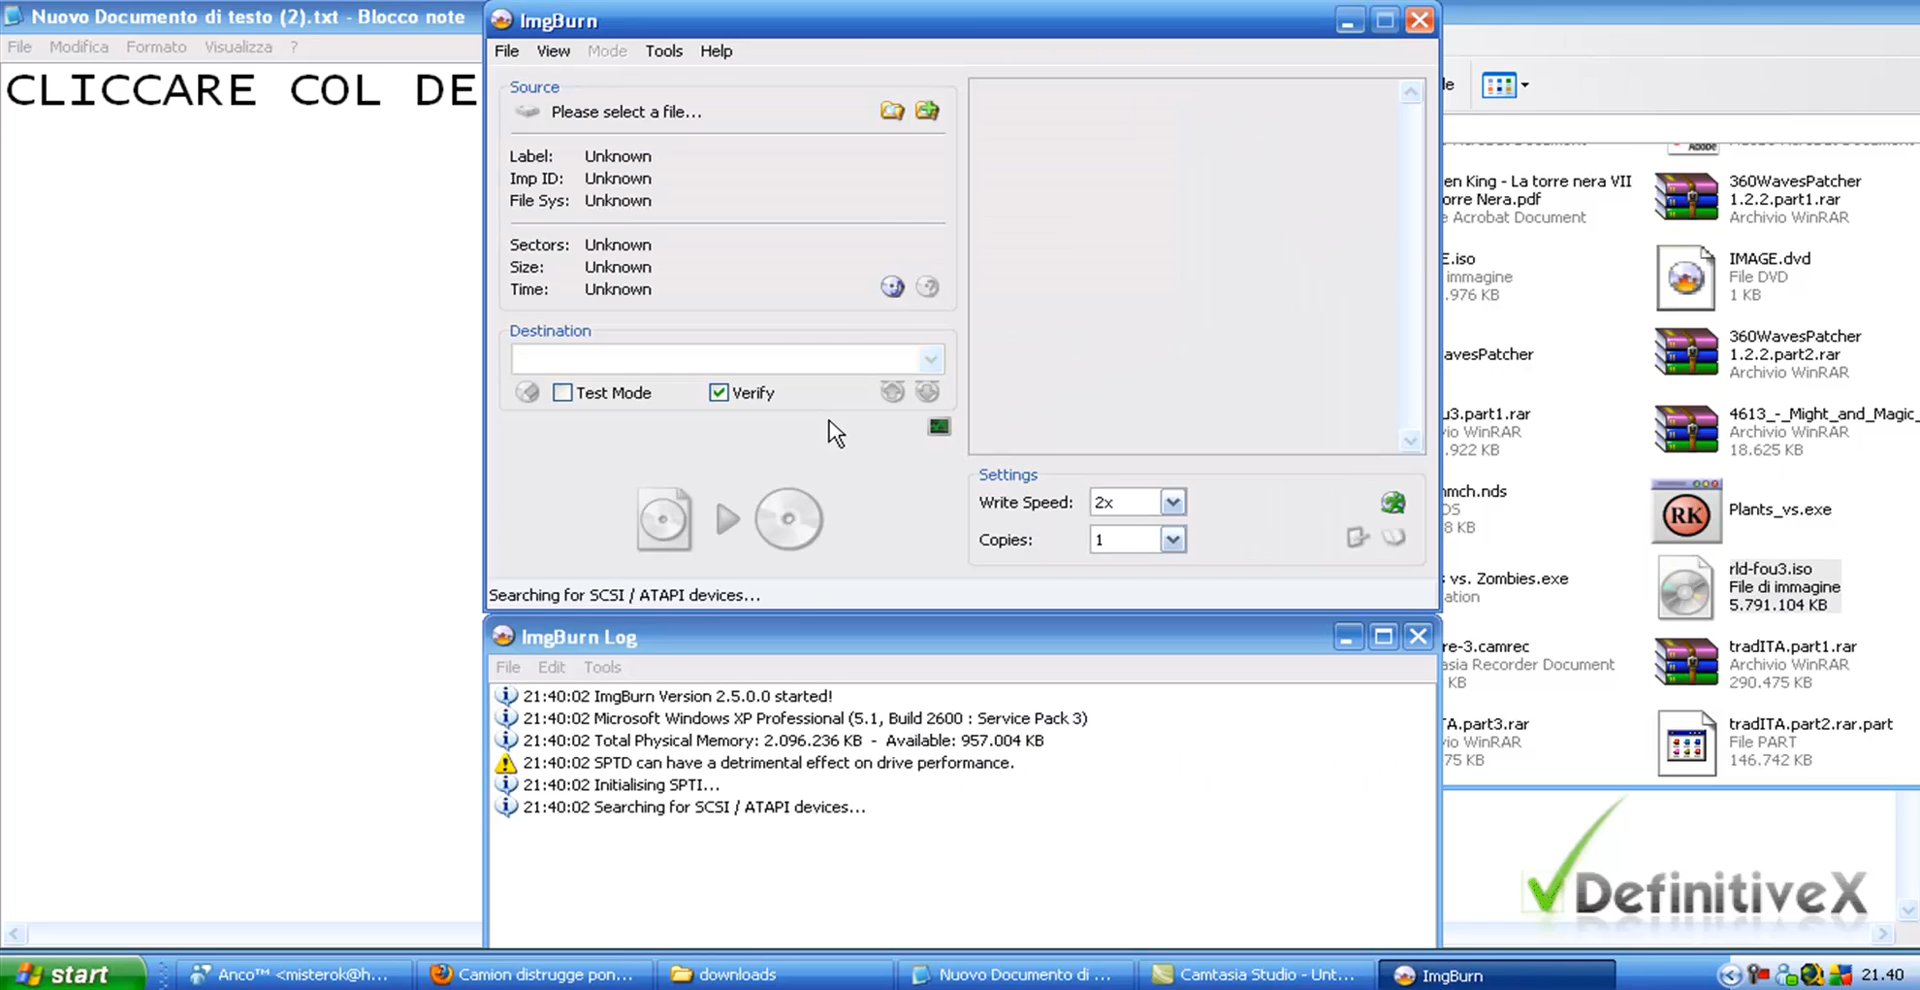 Nuovo Documento di testo (2).txt - Blocco note
File Modifica Formato Visualizza ?
CLICCARE COL DE
ImgBurn
File View Mode Tools Help
Source
Please select a file...
Label: Unknown
Imp ID: Unknown
File Sys: Unknown
Sectors: Unknown
Size: Unknown
Time: Unknown
Destination
Test Mode Verify
Settings
Write Speed: 2x
Copies: 1
Searching for SCSI / ATAPI devices...
ImgBurn Log
File Edit Tools
21:40:02 ImgBurn Version 2.5.0.0 started!
21:40:02 Microsoft Windows XP Professional (5.1, Build 2600 : Service Pack 3)
21:40:02 Total Physical Memory: 2.096.236 KB - Available: 957.004 KB
21:40:02 SPTD can have a detrimental effect on drive performance.
21:40:02 Initialising SPTI...
21:40:02 Searching for SCSI / ATAPI devices...
le
Adobe
en King - La torre nera VII
orre Nera.pdf
e Acrobat Document
360WavesPatcher
1.2.2.part1.rar
Archivio WinRAR
E.iso
immagine
.976 KB
IMAGE.dvd
File DVD
1 KB
avesPatcher
360WavesPatcher
1.2.2.part2.rar
Archivio WinRAR
u3.part1.rar
vio WinRAR
.922 KB
4613_-_Might_and_Magic_
Archivio WinRAR
18.625 KB
mch.nds
DS
8 KB
RK
Plants_vs.exe
s vs. Zombies.exe
ation
rld-fou3.iso
File di immagine
5.791.104 KB
re-3.camrec
asia Recorder Document
KB
tradITA.part1.rar
Archivio WinRAR
290.475 KB
TA.part3.rar
vio WinRAR
75 KB
tradITA.part2.rar.part
File PART
146.742 KB
DefinitiveX
start
Anco™ <misterok@h...
Camion distrugge pon...
downloads
Nuovo Documento di ...
Camtasia Studio - Unt...
ImgBurn
21.40